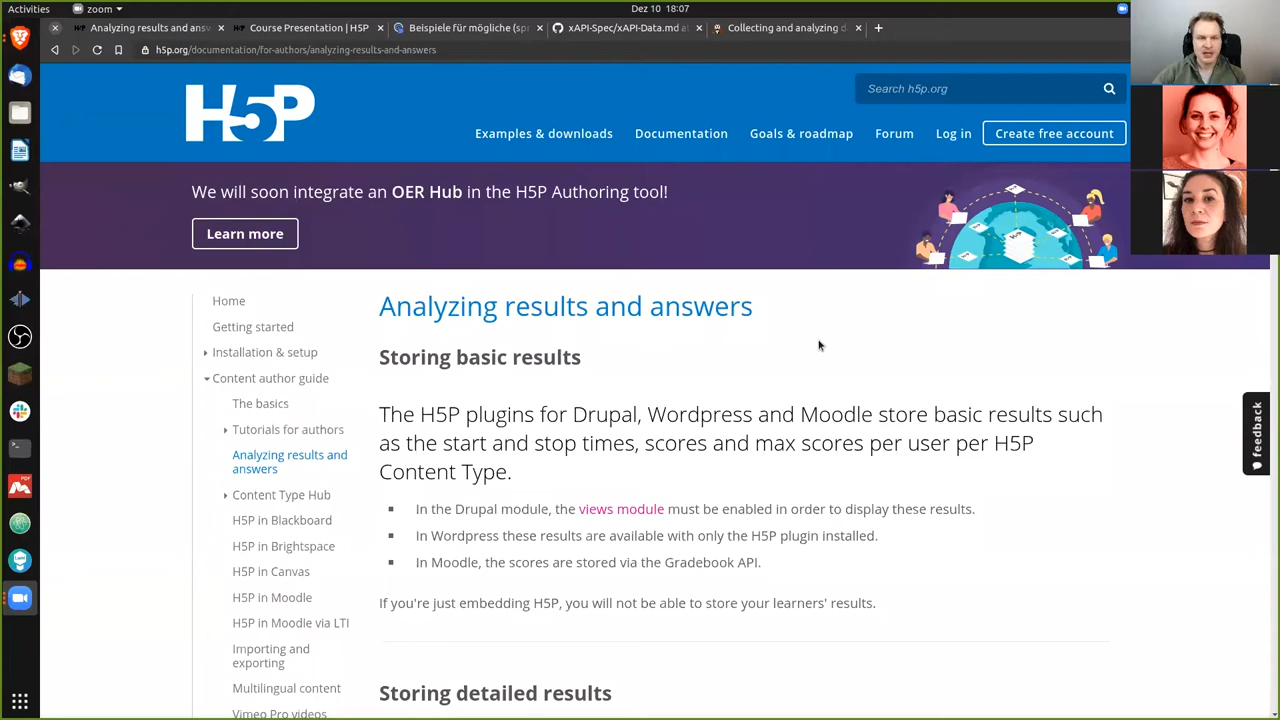 Activities
zoom
Dez 10 18:07
Analyzing results and answ
Course Presentation | H5P
Beispiele für mögliche (spr
xAPI-Spec/xAPI-Data.md at
Collecting and analyzing d
h5p.org/documentation/for-authors/analyzing-results-and-answers
H5P
Search h5p.org
Examples & downloads
Documentation
Goals & roadmap
Forum
Log in
Create free account
We will soon integrate an OER Hub in the H5P Authoring tool!
Learn more
H5P
Home
Getting started
Installation & setup
Content author guide
The basics
Tutorials for authors
Analyzing results and
answers
Content Type Hub
H5P in Blackboard
H5P in Brightspace
H5P in Canvas
H5P in Moodle
H5P in Moodle via LTI
Importing and
exporting
Multilingual content
Vimeo Pro videos
Analyzing results and answers
Storing basic results
The H5P plugins for Drupal, Wordpress and Moodle store basic results such
as the start and stop times, scores and max scores per user per H5P
Content Type.
In the Drupal module, the views module must be enabled in order to display these results.
In Wordpress these results are available with only the H5P plugin installed.
In Moodle, the scores are stored via the Gradebook API.
If you're just embedding H5P, you will not be able to store your learners' results.
Storing detailed results
feedback